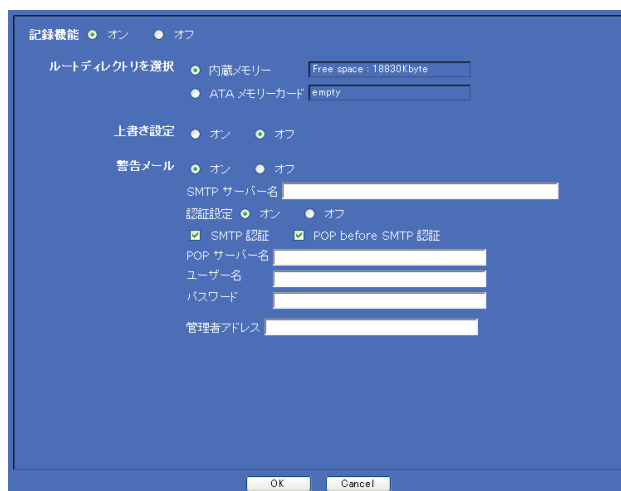 記録機能 オン オフ
ルートディレクトリを選択 内蔵メモリー Free space : 18830Kbyte
ATA メモリーカード empty
上書き設定 オン オフ
警告メール オン オフ
SMTP サーバー名
認証設定 オン オフ
SMTP 認証 POP before SMTP 認証
POP サーバー名
ユーザー名
パスワード
管理者アドレス
OK Cancel